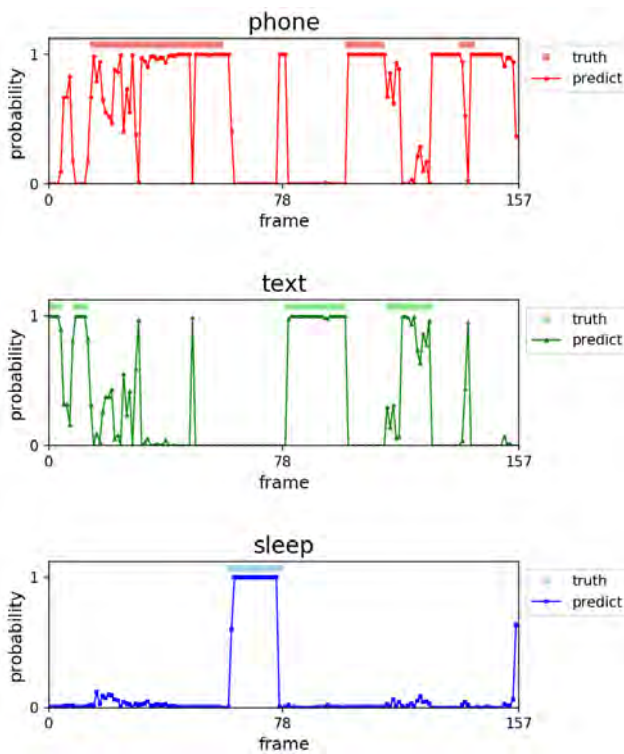 phone
1
truth
predict
probability
0
0
78
157
frame
text
1
truth
predict
probability
0
0
78
157
frame
sleep
1
truth
predict
probability
0
0
78
157
frame